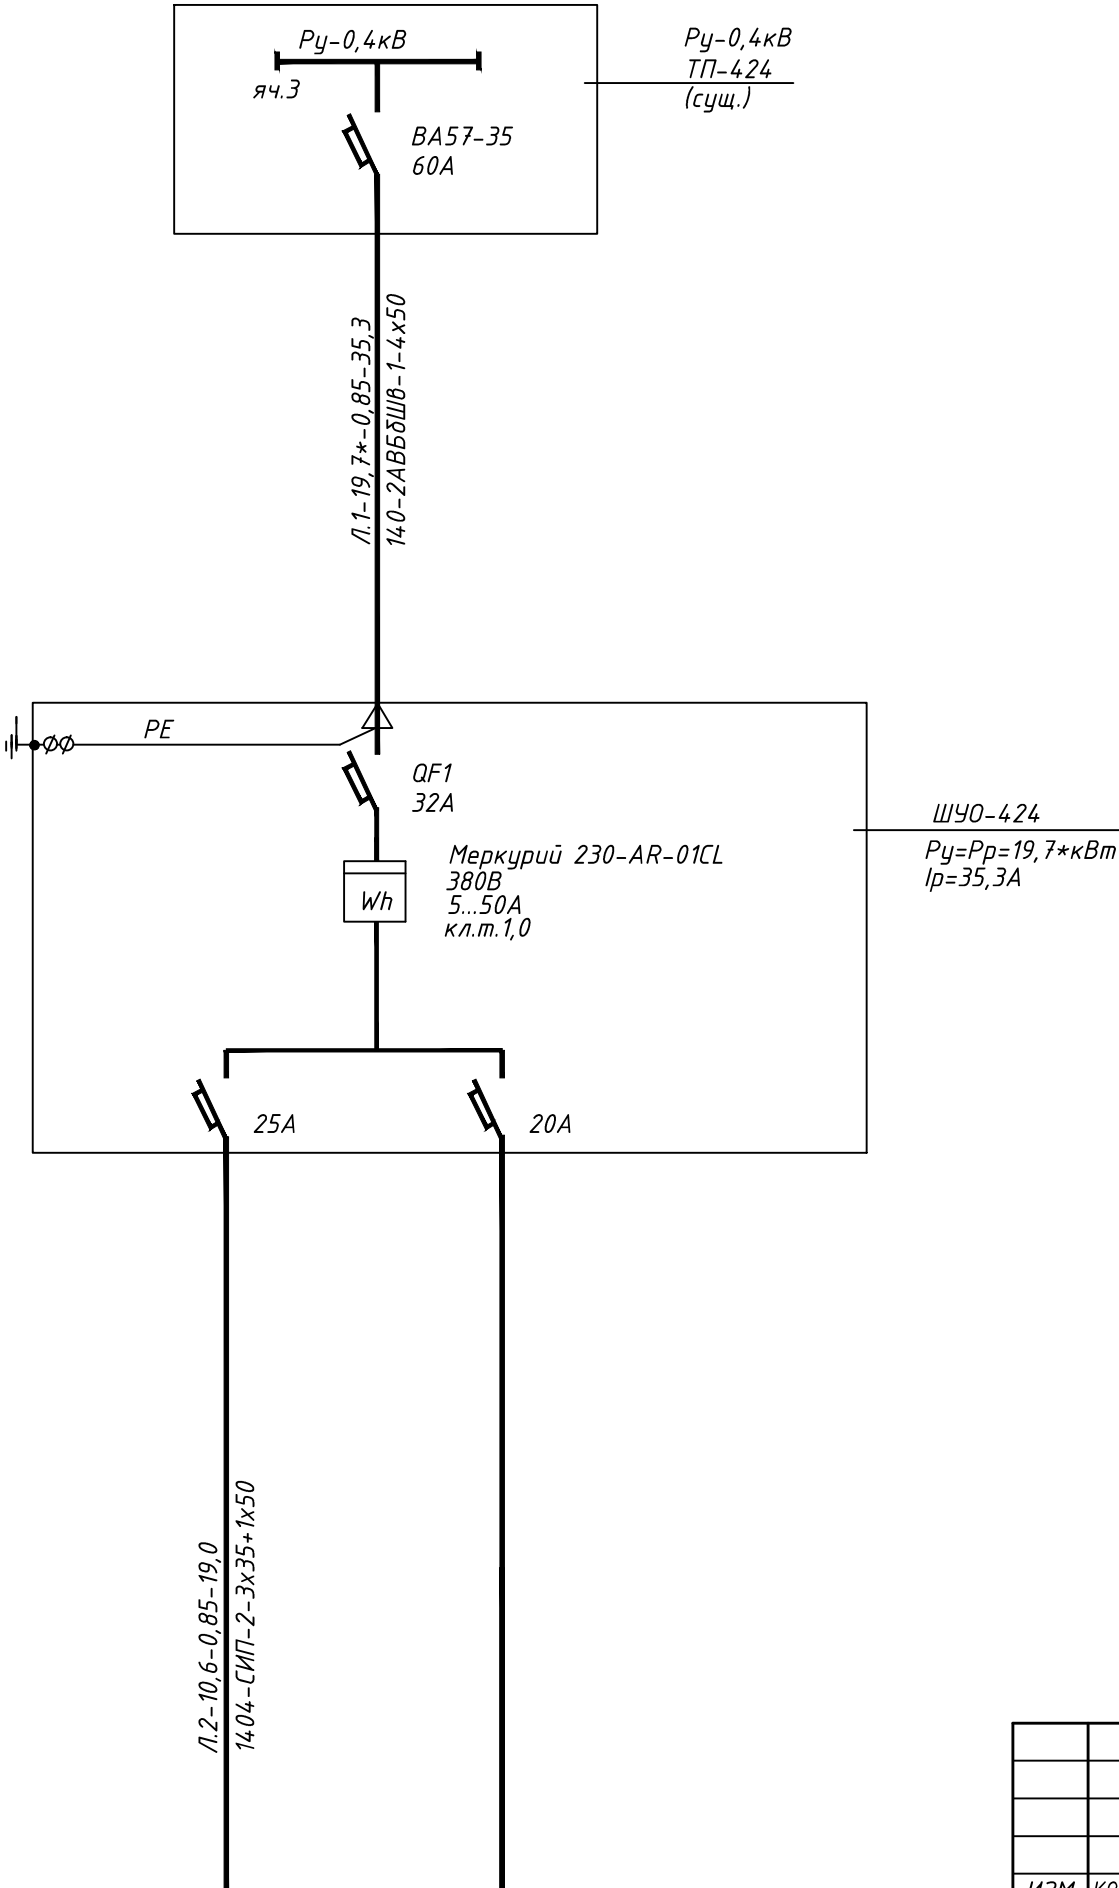 Ру-0,4кВ
яч.3
ВА57-35
60А
Ру-0,4кВ
ТП-424
(сущ.)
Л.1-19,7*-0,85-35,3
140-2АВБбШв-1-4х50
РЕ
QF1
32А
Меркурий 230-AR-01CL
380В
5...50А
кл.т.1,0
Wh
ШУО-424
Ру=Рр=19,7*кВт
Iр=35,3А
25А
20А
Л.2-10,6-0,85-19,0
1404-СИП-2-3х35+1х50